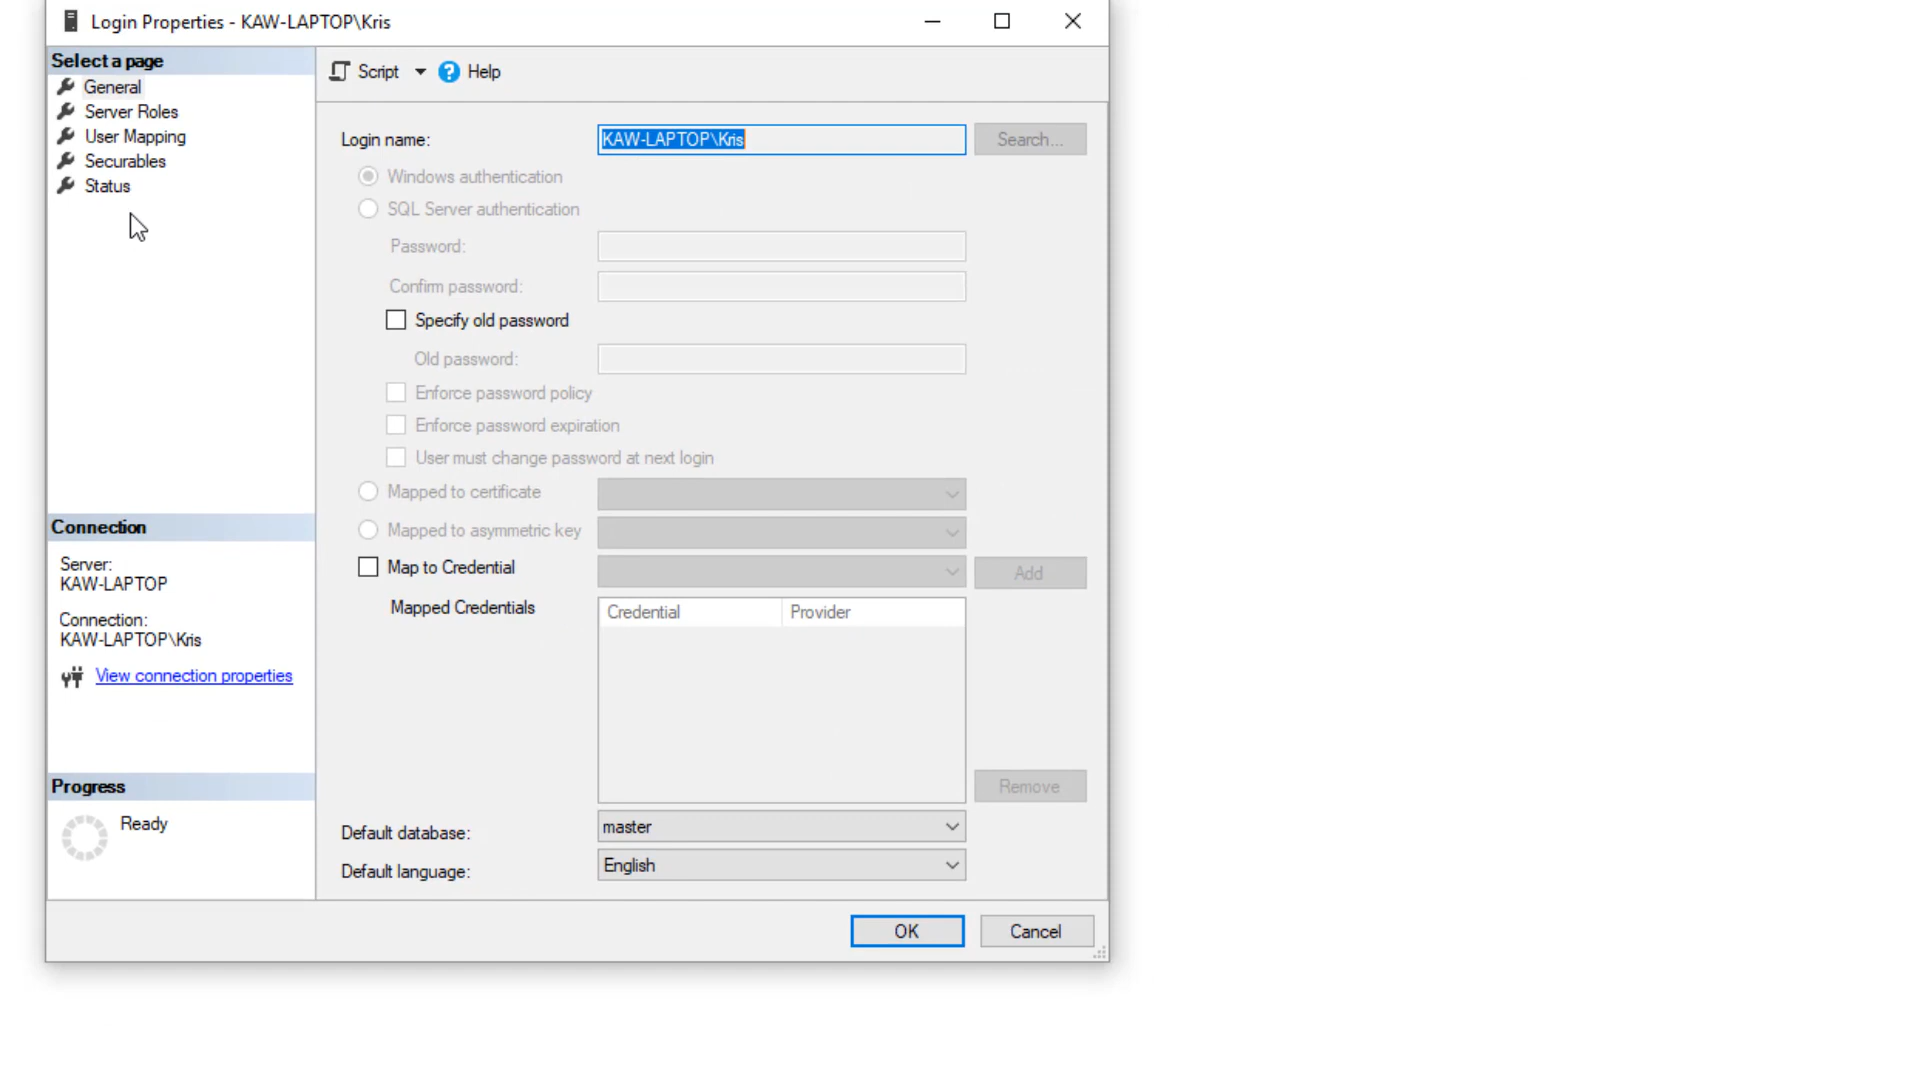 Login Properties - KAW-LAPTOP\Kris
Select a page
General
Server Roles
User Mapping
Securables
Status
Script
Help
Login name:
KAW-LAPTOP\Kris
Search...
Windows authentication
SQL Server authentication
Password:
Confirm password:
Specify old password
Old password:
Enforce password policy
Enforce password expiration
User must change password at next login
Mapped to certificate
Mapped to asymmetric key
Map to Credential
Add
Mapped Credentials
Credential
Provider
Remove
Default database:
master
Default language:
English
Connection
Server:
KAW-LAPTOP
Connection:
KAW-LAPTOP\Kris
View connection properties
Progress
Ready
OK
Cancel